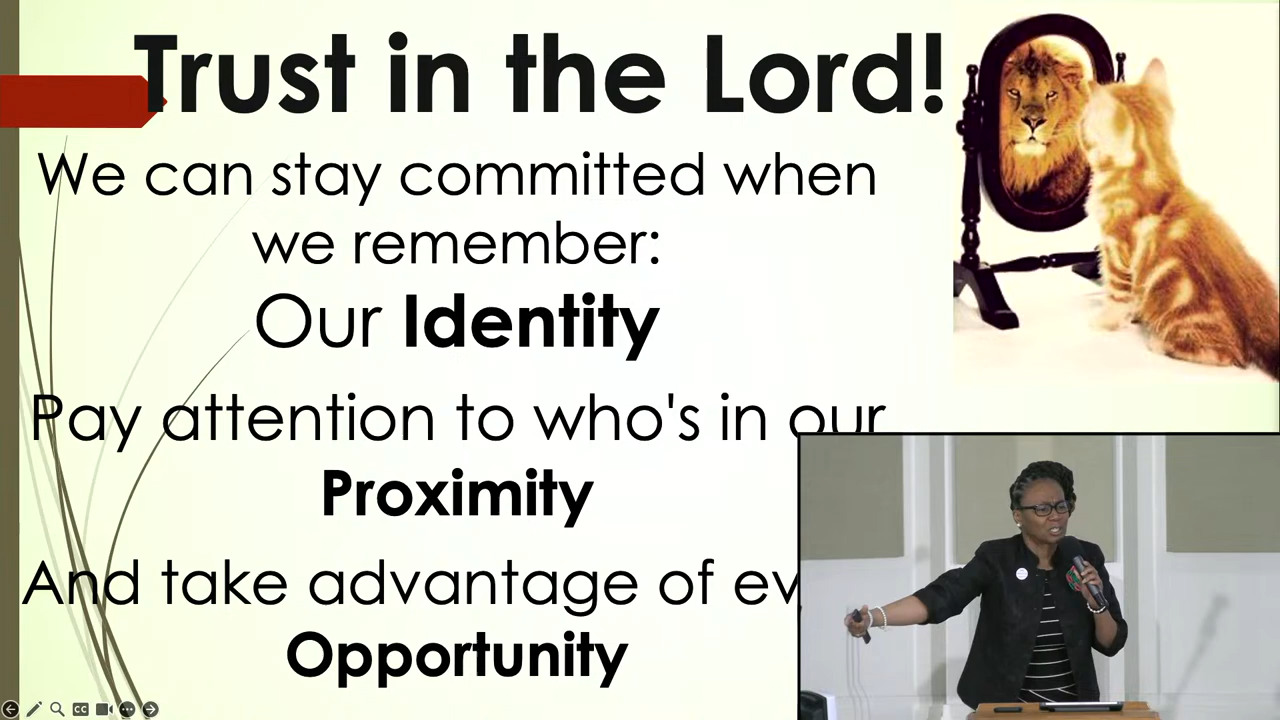 Trust in the Lord!
We can stay committed when
we remember:
Our Identity
Pay attention to who's in our
Proximity
And take advantage of
Opportunity